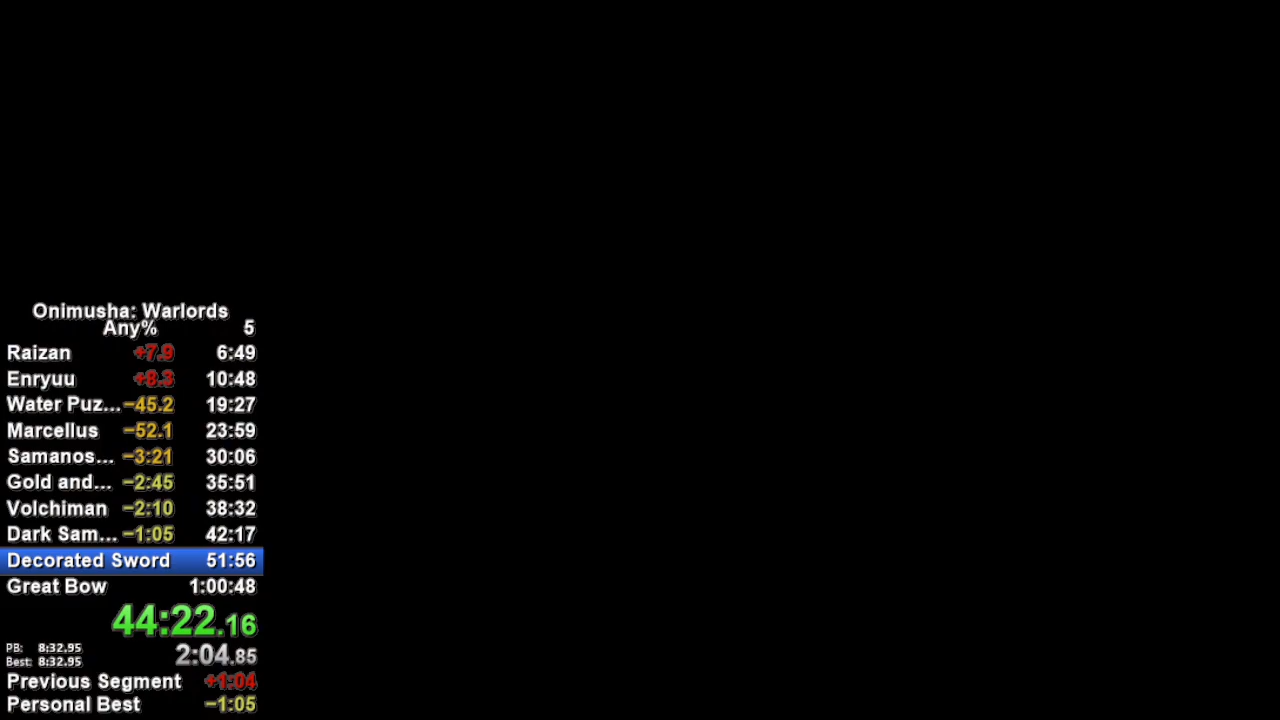 Onimusha: Warlords
Any% 5
Raizan +7.9 6:49
Enryuu +8.3 10:48
Water Puz... −45.2 19:27
Marcellus −52.1 23:59
Samanos... −3:21 30:06
Gold and... −2:45 35:51
Volchiman −2:10 38:32
Dark Sam... −1:05 42:17
Decorated Sword 51:56
Great Bow 1:00:48
44:22.16
PB: 8:32.95 2:04.85
Best: 8:32.95
Previous Segment +1:04
Personal Best −1:05